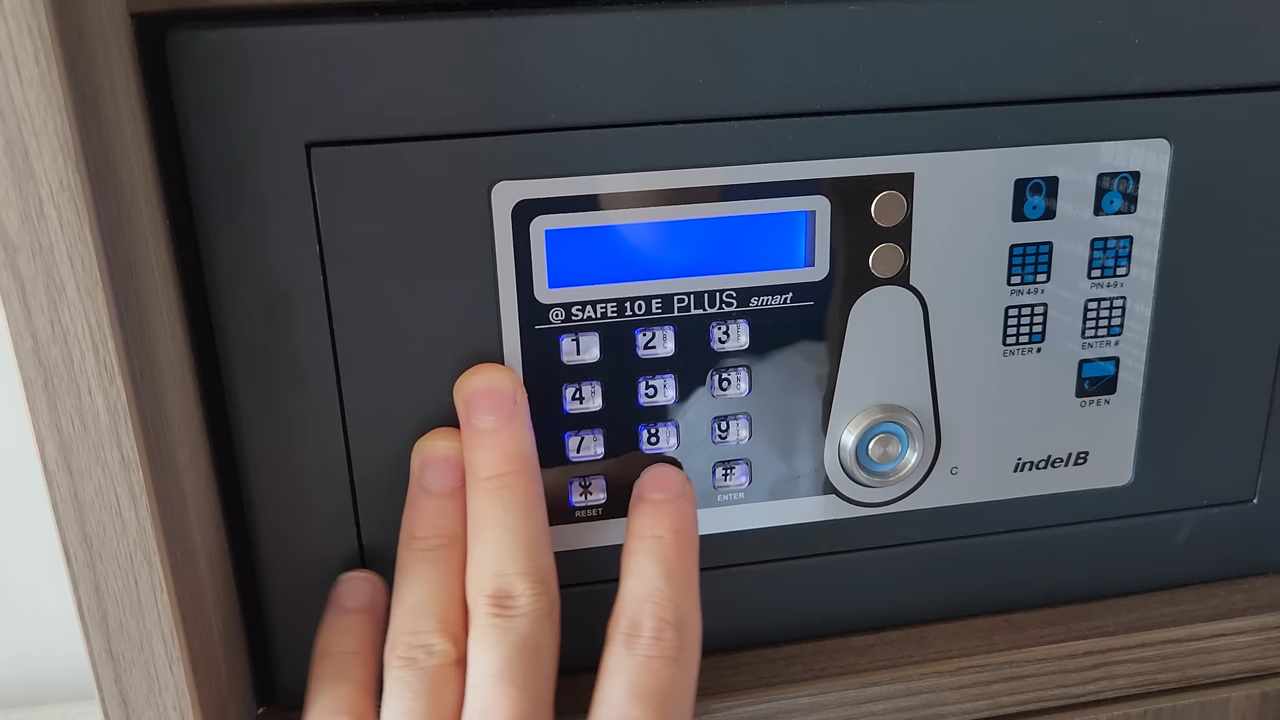 @ SAFE 10 E PLUS smart
1 2 3
4 5 6
7 8 9
* #
RESET ENTER
PIN 4-9 x PIN 4-9 x
ENTER # ENTER #
OPEN
C
indel B